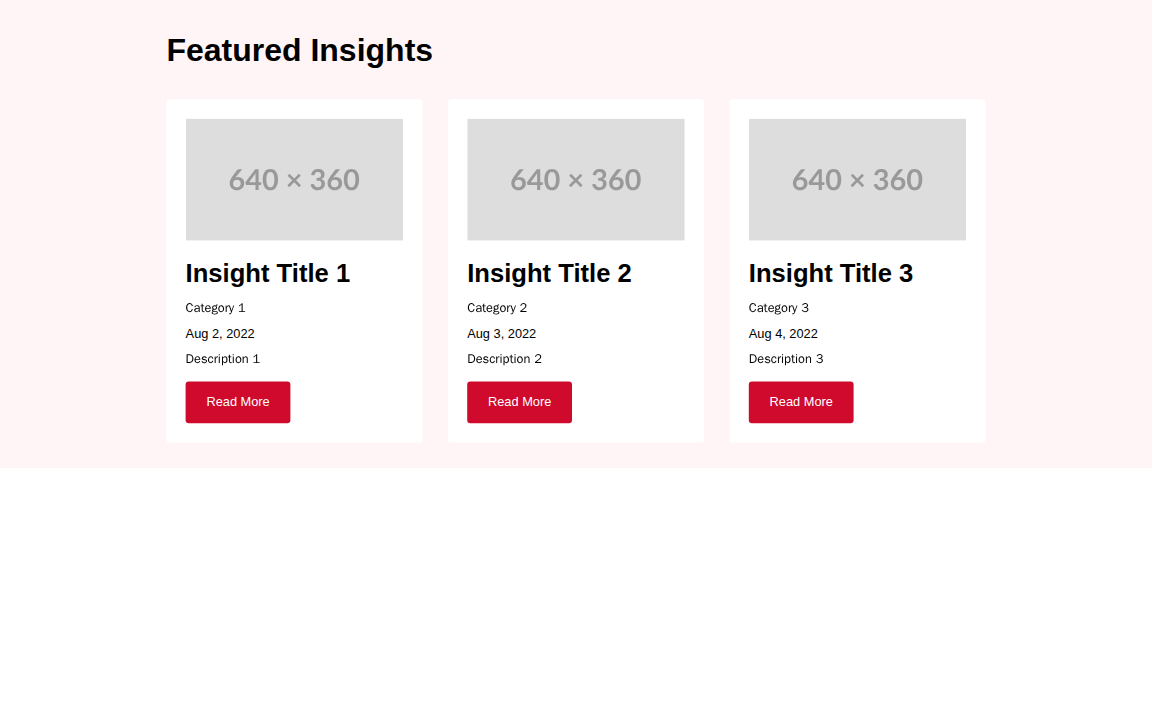 Featured Insights
640 × 360
Insight Title 1
Category 1
Aug 2, 2022
Description 1
Read More
640 × 360
Insight Title 2
Category 2
Aug 3, 2022
Description 2
Read More
640 × 360
Insight Title 3
Category 3
Aug 4, 2022
Description 3
Read More